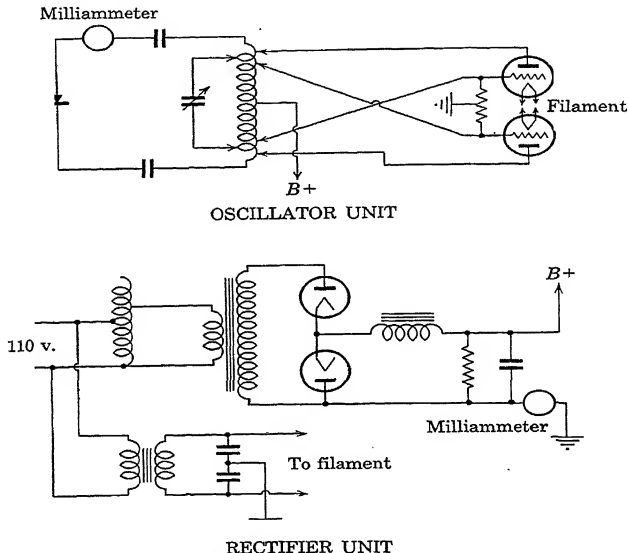 Milliammeter
Filament
B+
OSCILLATOR UNIT
B+
110 v.
Milliammeter
To filament
RECTIFIER UNIT